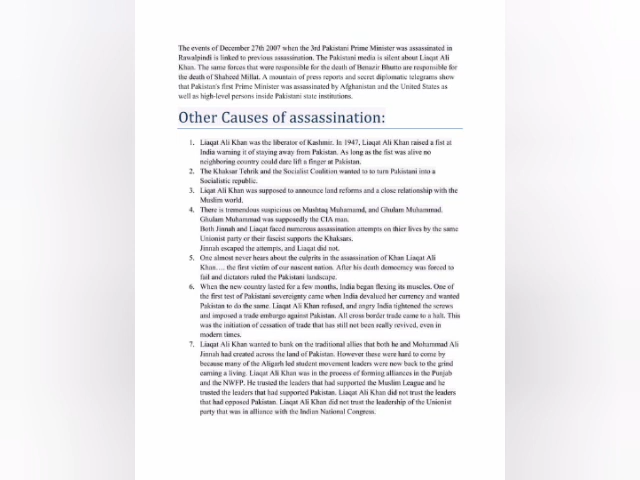 The events of December 27th 2007 when the 3rd Pakistani Prime Minister was assassinated in
Rawalpindi is linked to previous assassination. The Pakistani media is silent about Liaqat Ali
Khan. The same forces that were responsible for the death of Benazir Bhutto are responsible for
the death of Shaheed Millat. A mountain of press reports and secret diplomatic telegrams show
that Pakistan's first Prime Minister was assassinated by Afghanistan and the United States as
well as high-level persons inside Pakistani state institutions.
Other Causes of assassination:
1. Liaqat Ali Khan was the liberator of Kashmir. In 1947, Liaqat Ali Khan raised a fist at
India warning it of staying away from Pakistan. As long as the fist was alive no
neighboring country could dare lift a finger at Pakistan.
2. The Khaksar Tehrik and the Socialist Coalition wanted to to turn Pakistani into a
Socialistic republic.
3. Liqat Ali Khan was supposed to announce land reforms and a close relationship with the
Muslim world.
4. There is tremendous suspicious on Mushtaq Muhamamd, and Ghulam Muhammad.
Ghulam Muhammad was supposedly the CIA man.
Both Jinnah and Liaqat faced numerous assassination attempts on thier lives by the same
Unionist party or their fascist supports the Khaksars.
Jinnah escaped the attempts, and Liaqat did not.
5. One almost never hears about the culprits in the assassination of Khan Liaqat Ali
Khan.... the first victim of our nascent nation. After his death democracy was forced to
fail and dictators ruled the Pakistani landscape.
6. When the new country lasted for a few months, India began flexing its muscles. One of
the first test of Pakistani sovereignty came when India devalued her currency and wanted
Pakistan to do the same. Liaqat Ali Khan refused, and angry India tightened the screws
and imposed a trade embargo against Pakistan. All cross border trade came to a halt. This
was the initiation of cessation of trade that has still not been really revived, even in
modern times.
7. Liaqat Ali Khan wanted to bank on the traditional allies that both he and Mohammad Ali
Jinnah had created across the land of Pakistan. However these were hard to come by
because many of the Aligarh led student movement leaders were now back to the grind
earning a living. Liaqat Ali Khan was in the process of forming alliances in the Punjab
and the NWFP. He trusted the leaders that had supported the Muslim League and he
trusted the leaders that had supported Pakistan. Liaqat Ali Khan did not trust the leaders
that had opposed Pakistan. Liaqat Ali Khan did not trust the leadership of the Unionist
party that was in alliance with the Indian National Congress.